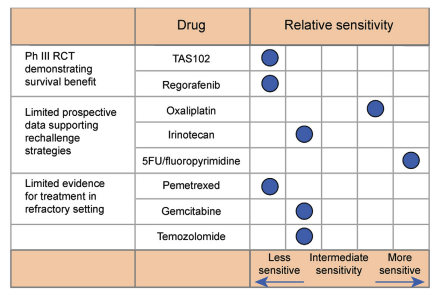 Drug
Relative sensitivity
Ph III RCT
demonstrating
survival benefit
TAS102
Regorafenib
Limited prospective
data supporting
rechallenge
strategies
Oxaliplatin
Irinotecan
5FU/fluoropyrimidine
Limited evidence
for treatment in
refractory setting
Pemetrexed
Gemcitabine
Temozolomide
Less
sensitive
Intermediate
sensitivity
More
sensitive